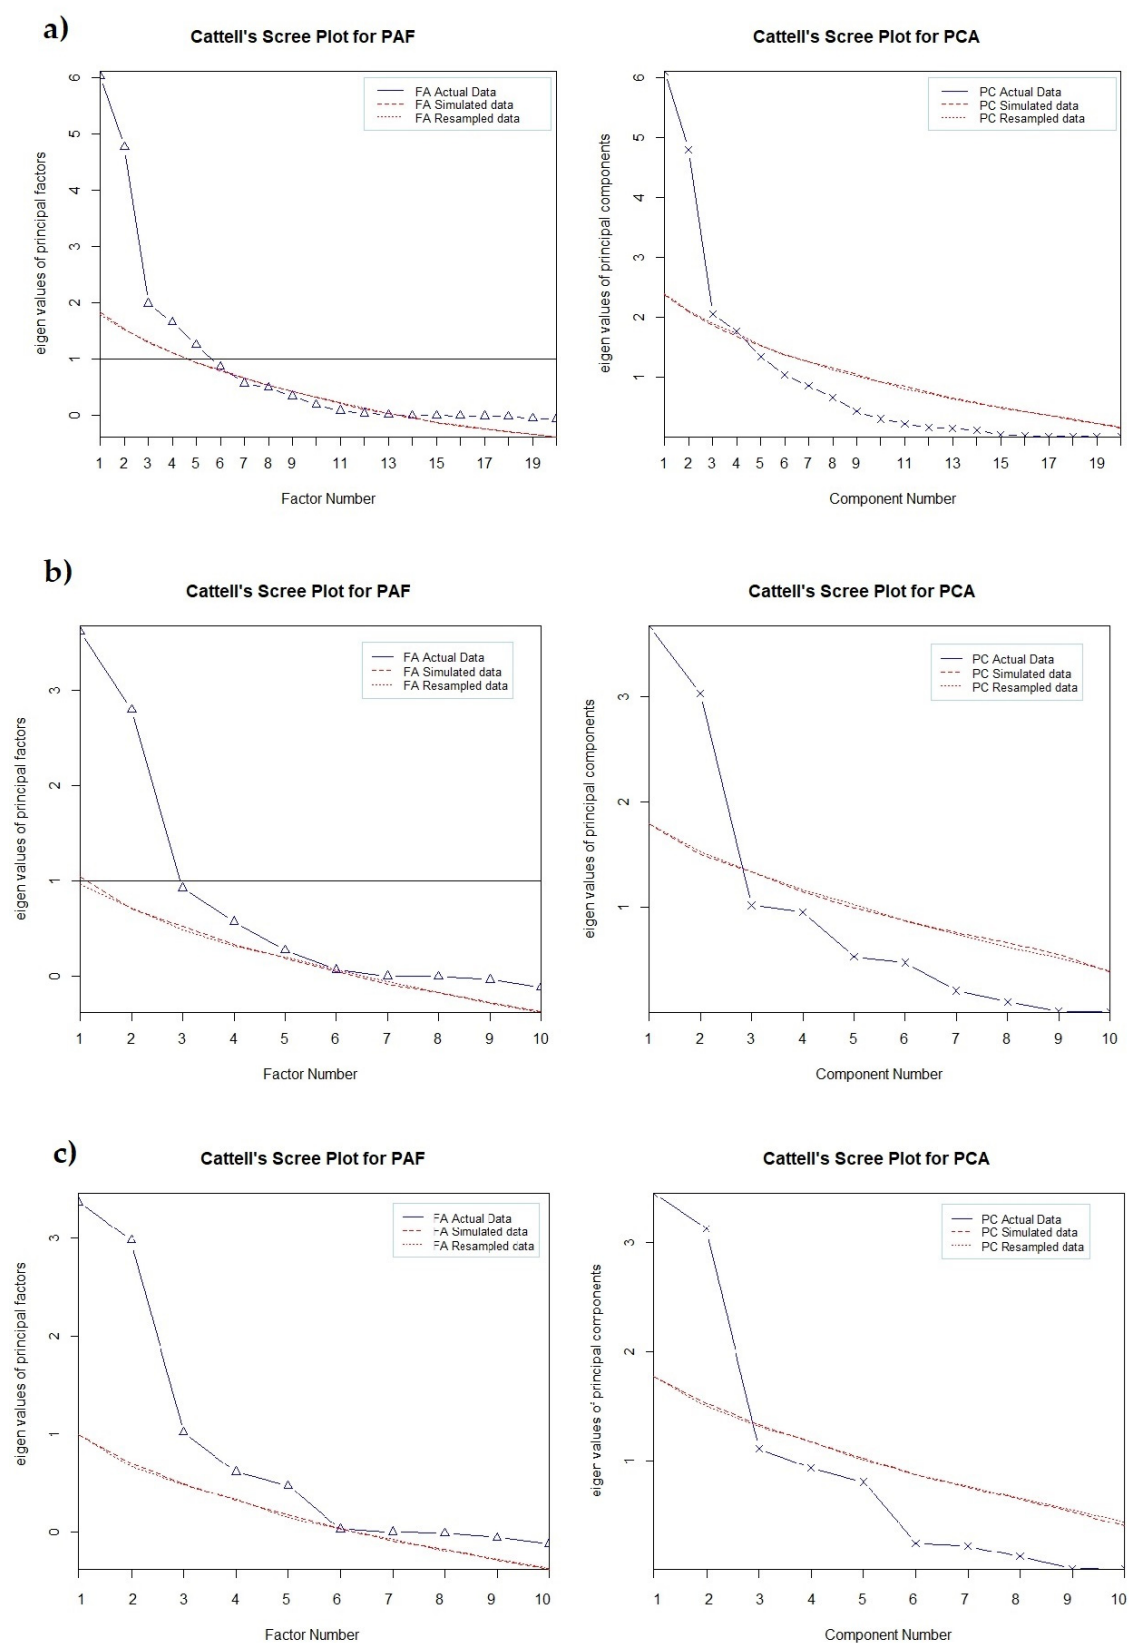 a)
Cattell's Scree Plot for PAF
FA Actual Data
FA Simulated data
FA Resampled data
eigen values of principal factors
6
5
4
3
2
1
0
1 2 3 4 5 6 7 8 9 11 13 15 17 19
Factor Number
Cattell's Scree Plot for PCA
PC Actual Data
PC Simulated data
PC Resampled data
eigen values of principal components
6
5
4
3
2
1
1 2 3 4 5 6 7 8 9 11 13 15 17 19
Component Number
b)
Cattell's Scree Plot for PAF
FA Actual Data
FA Simulated data
FA Resampled data
eigen values of principal factors
3
2
1
0
1 2 3 4 5 6 7 8 9 10
Factor Number
Cattell's Scree Plot for PCA
PC Actual Data
PC Simulated data
PC Resampled data
eigen values of principal components
3
2
1
1 2 3 4 5 6 7 8 9 10
Component Number
c)
Cattell's Scree Plot for PAF
FA Actual Data
FA Simulated data
FA Resampled data
eigen values of principal factors
3
2
1
0
1 2 3 4 5 6 7 8 9 10
Factor Number
Cattell's Scree Plot for PCA
PC Actual Data
PC Simulated data
PC Resampled data
eigen values of principal components
3
2
1
1 2 3 4 5 6 7 8 9 10
Component Number